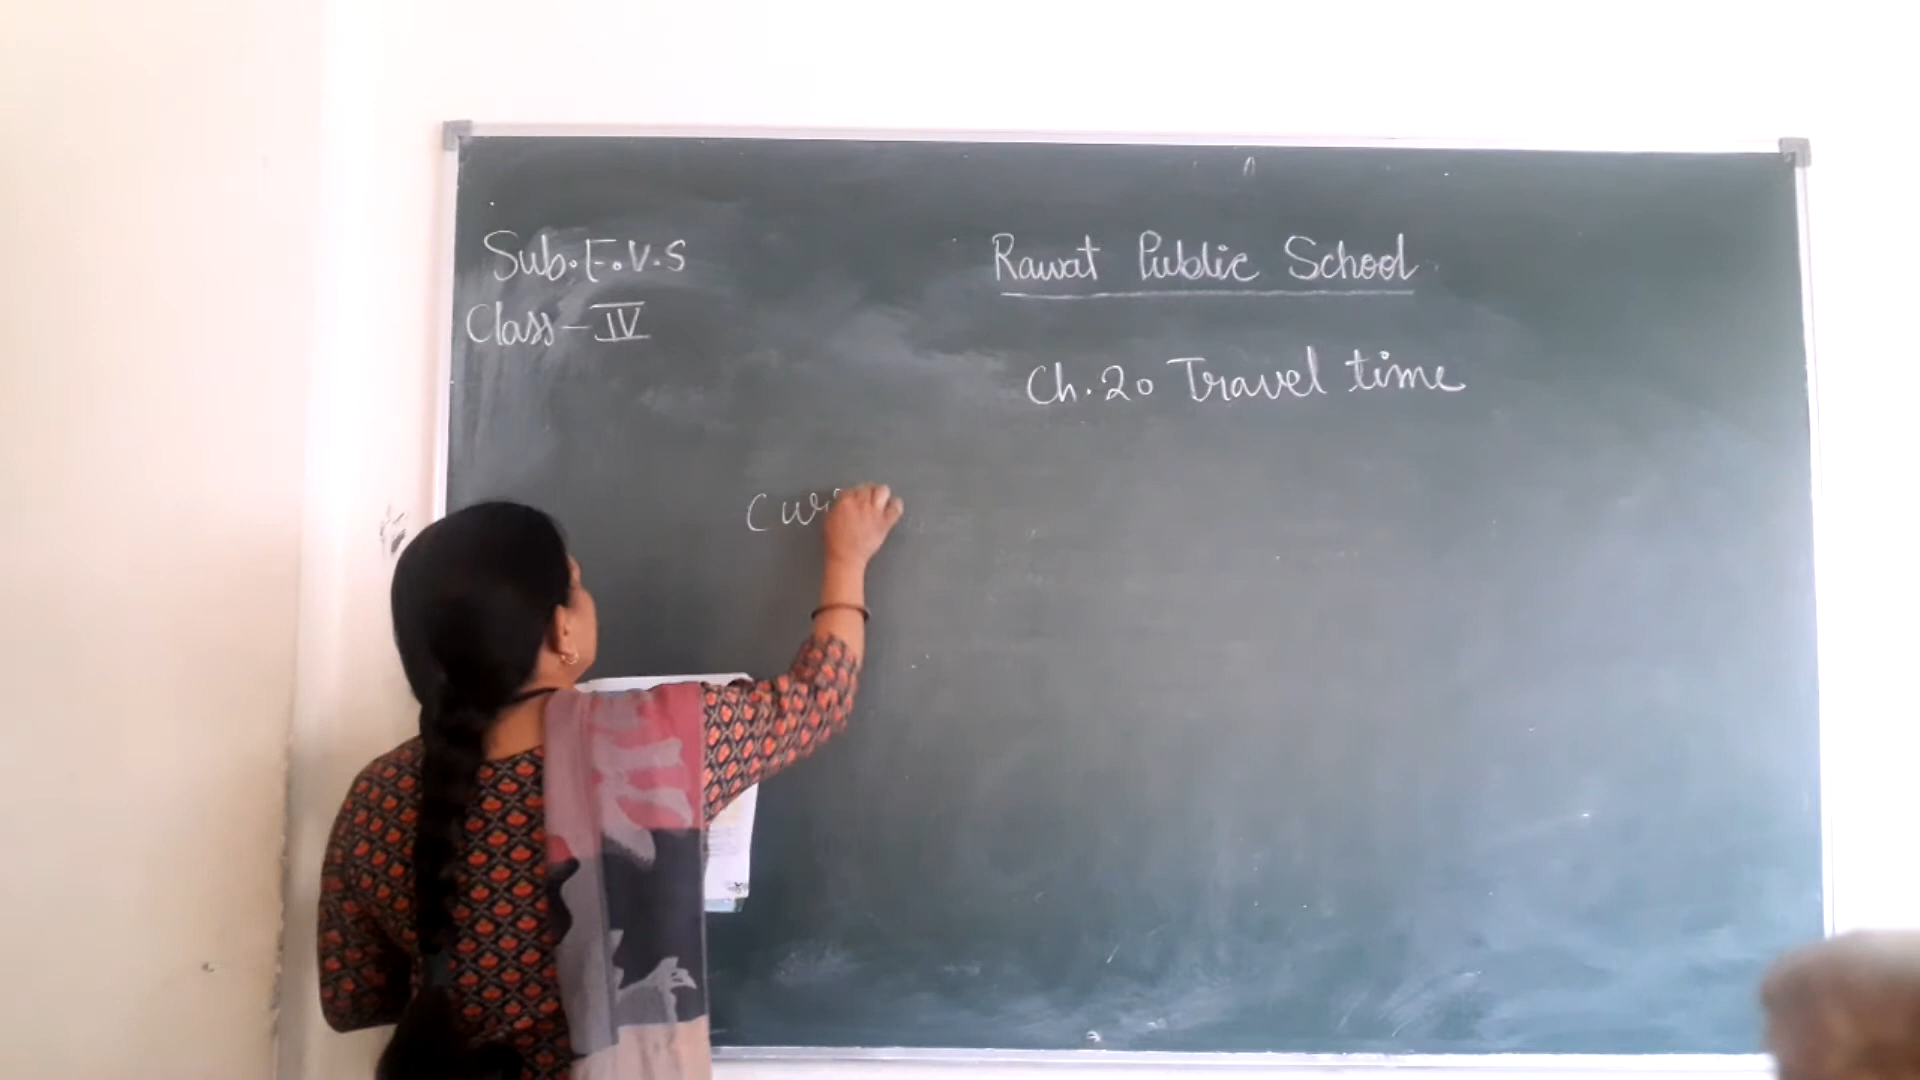 Sub. E.V.S
Class - IV
Rawat Public School
Ch. 20 Travel time